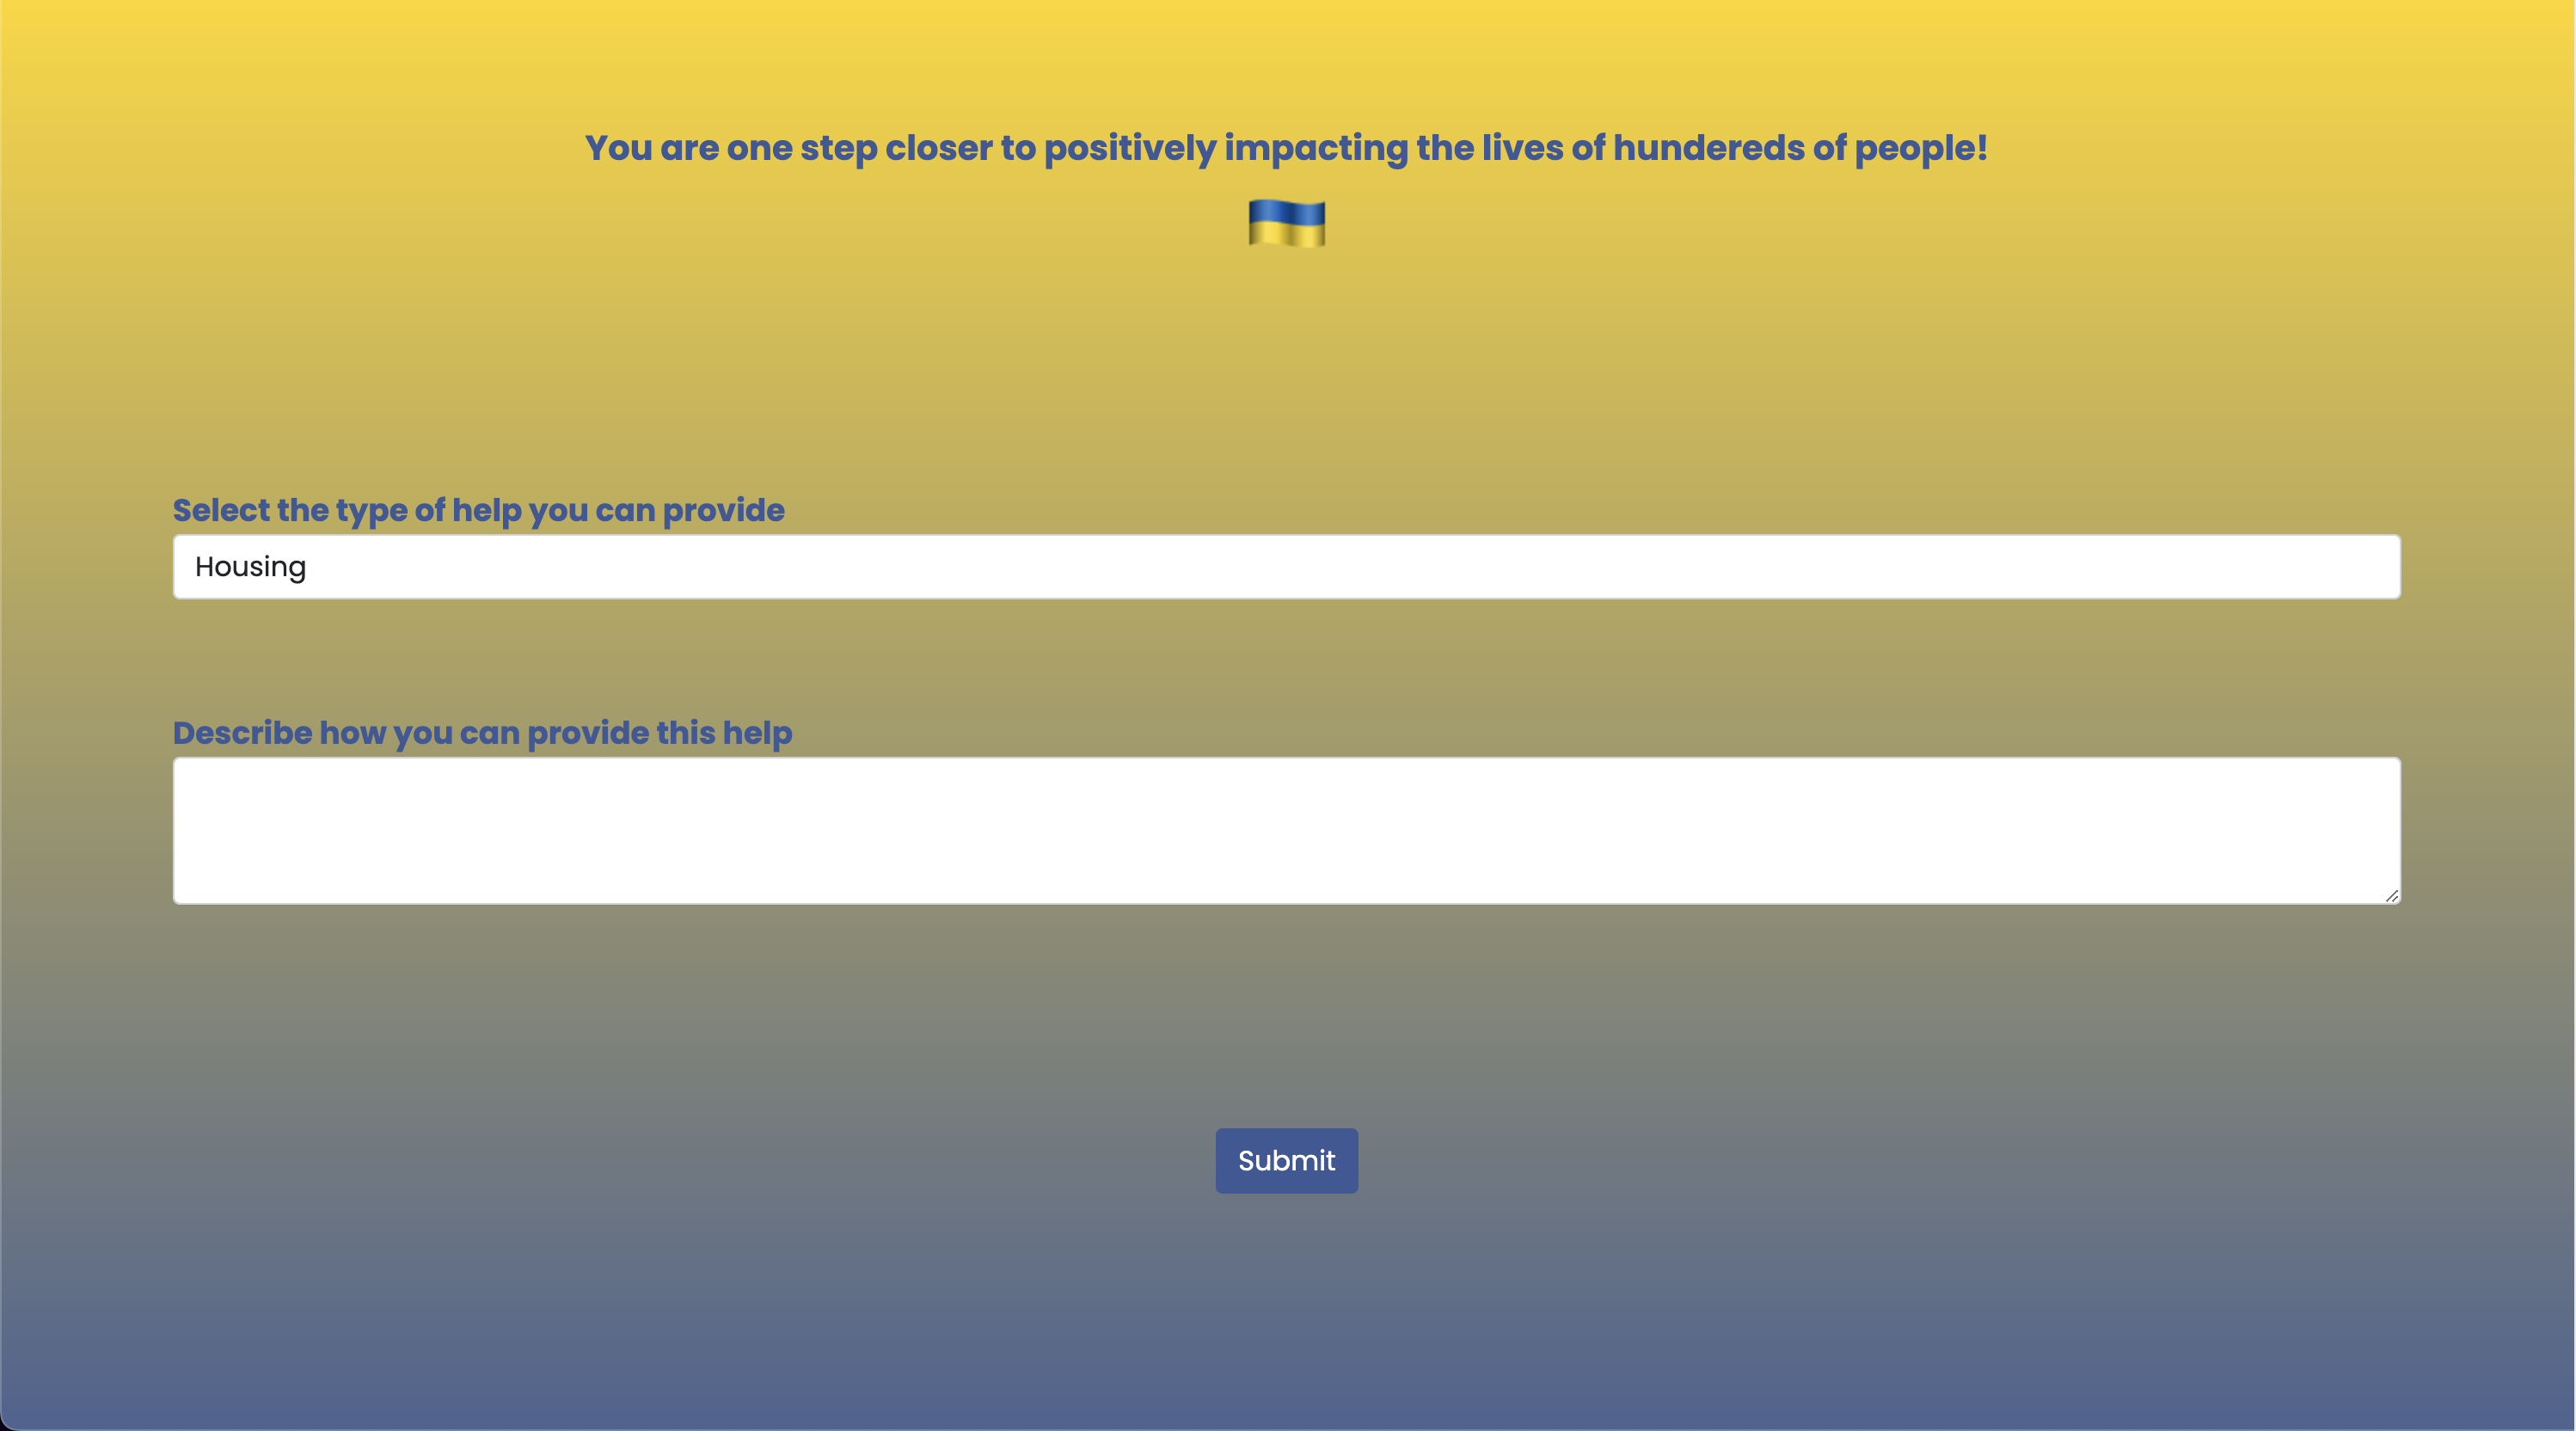 You are one step closer to positively impacting the lives of hundereds of people!
Select the type of help you can provide
Housing
Describe how you can provide this help
Submit